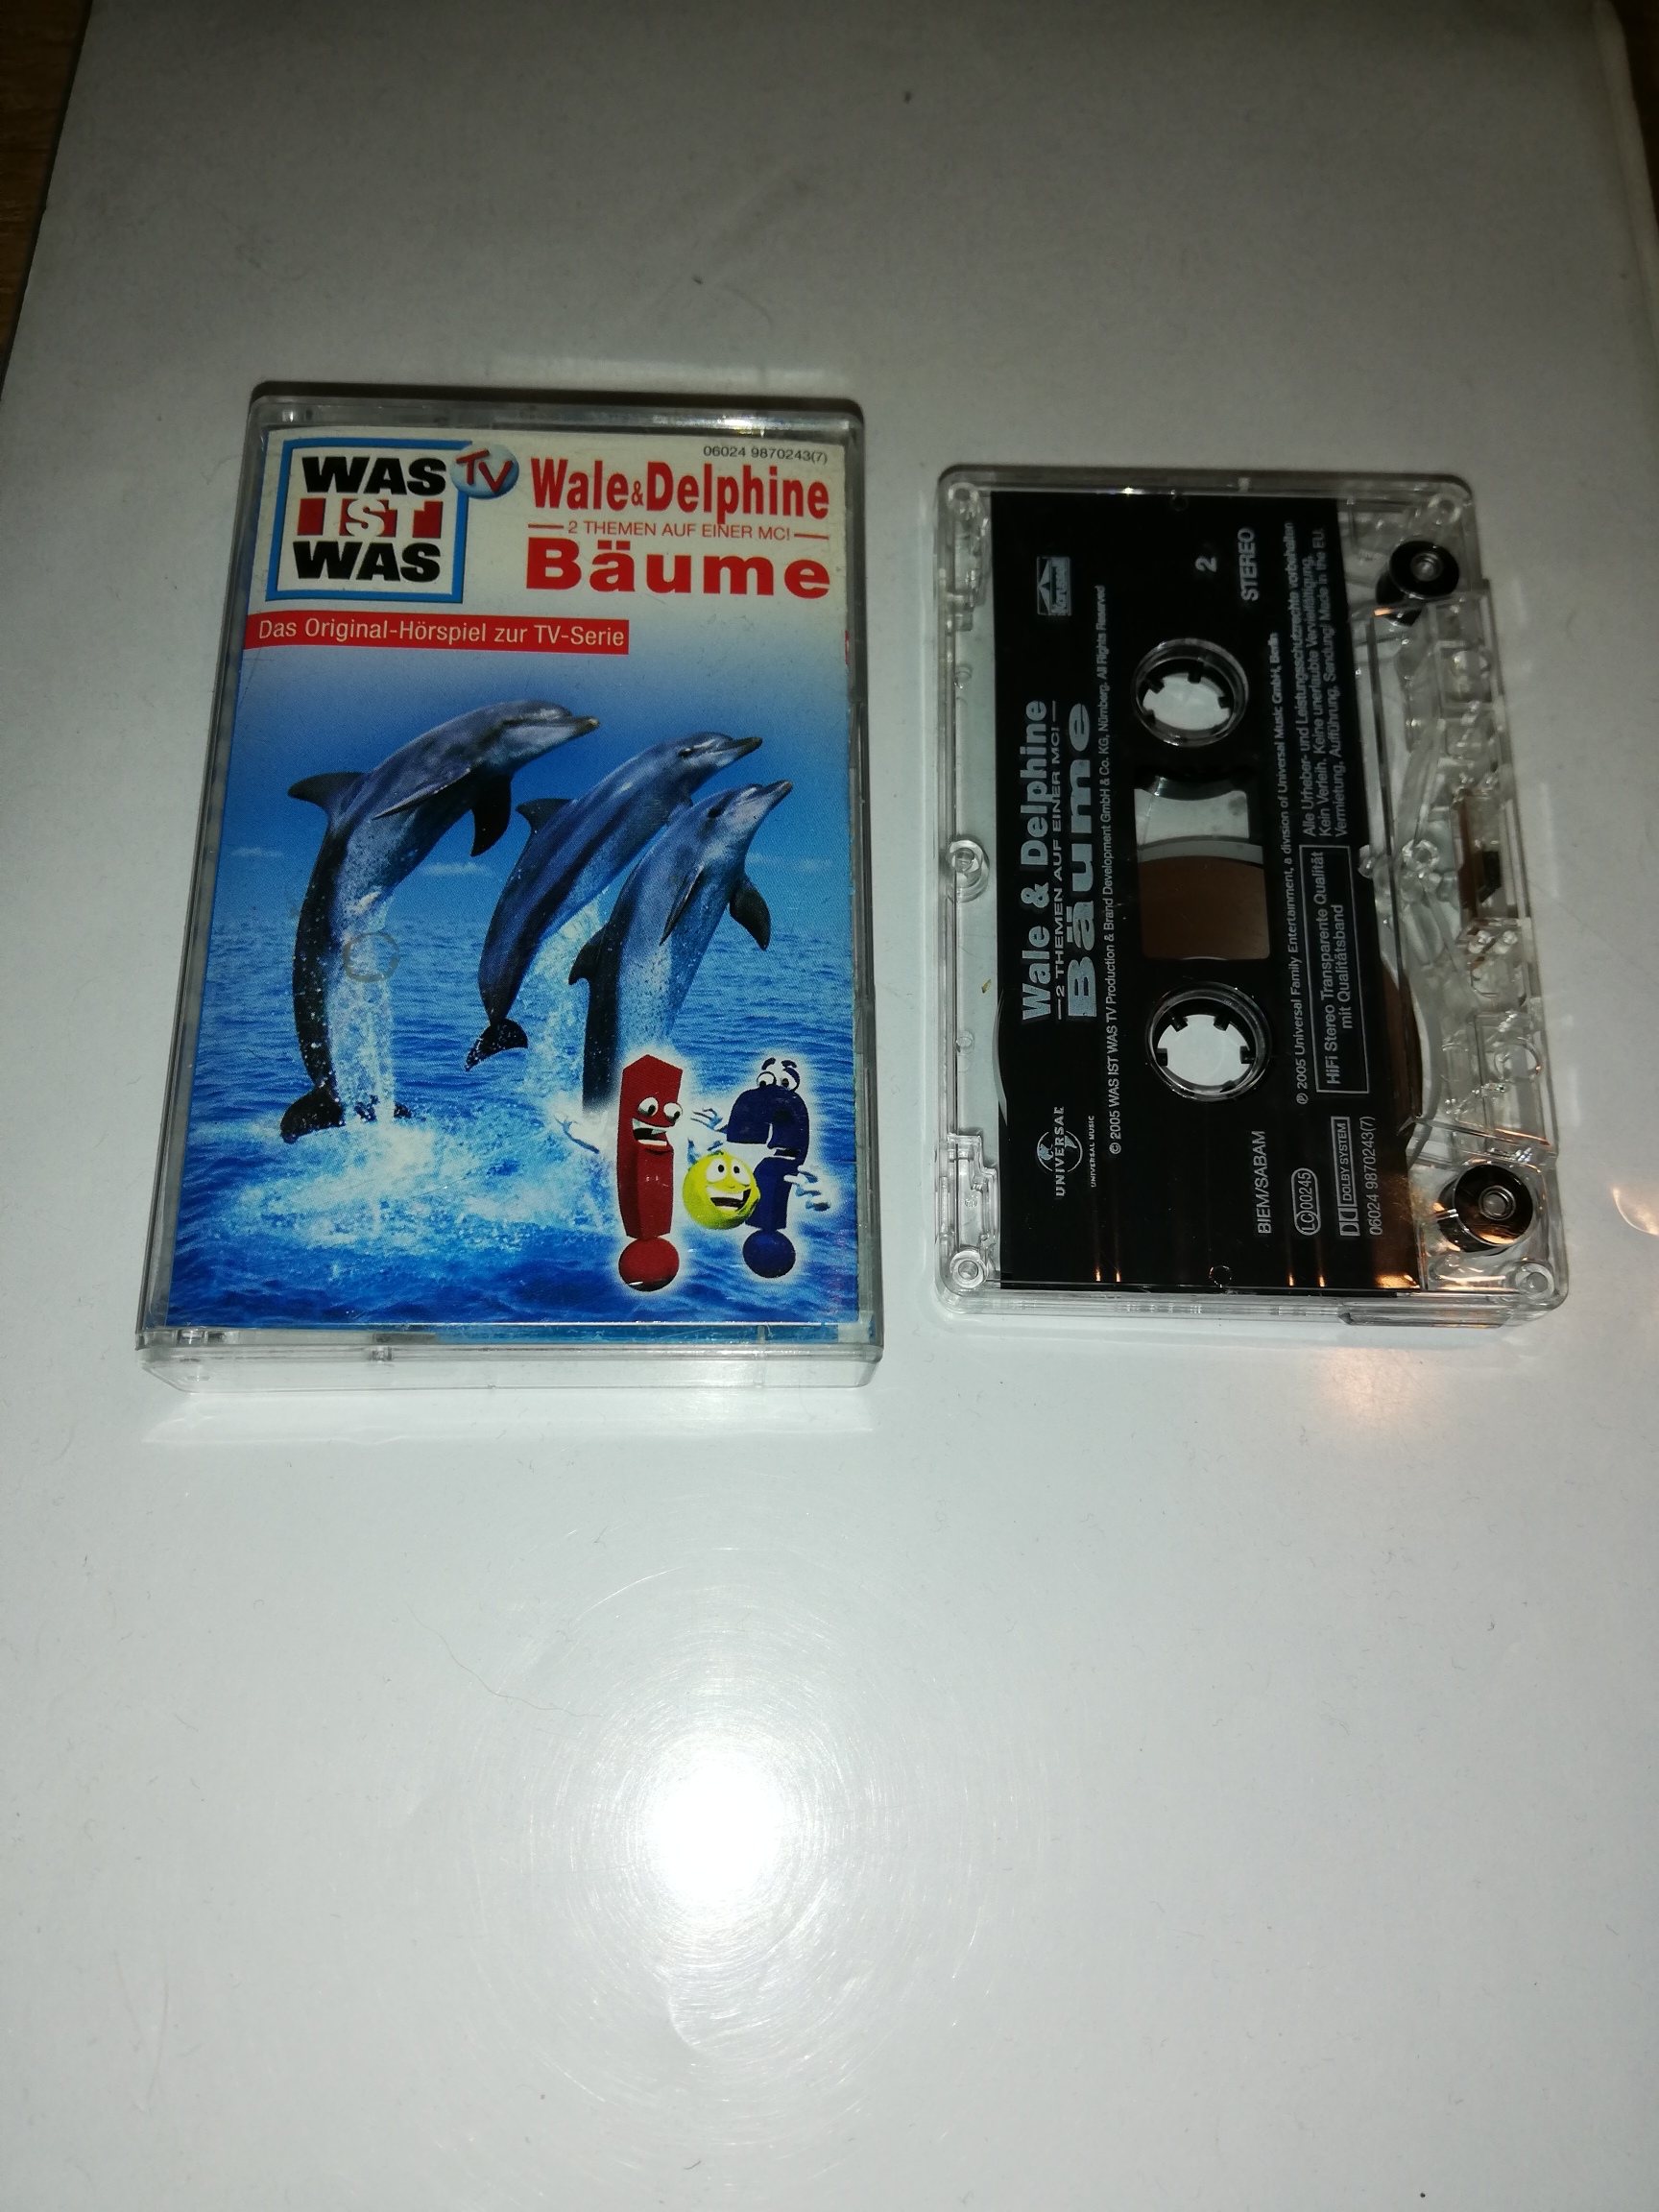 06024 9870243(7)
WAS
IST
WAS
TV
Wale&Delphine
2 THEMEN AUF EINER MC!
Bäume
Das Original-Hörspiel zur TV-Serie
Karussell
2
STEREO
Wale & Delphine
2 THEMEN AUF EINER MC!
Bäume
UNIVERSAL
UNIVERSAL MUSIC
© 2005 WAS IST WAS TV Production & Brand Development GmbH & Co. KG, Nürnberg. All Rights Reserved
BIEM/SABAM
℗ 2005 Universal Family Entertainment, a division of Universal Music GmbH, Berlin
LC 00245
HiFi Stereo Transparente Qualität
mit Qualitätsband
Alle Urheber- und Leistungsschutzrechte vorbehalten
Kein Verleih. Keine unerlaubte Vervielfältigung,
Vermietung, Aufführung, Sendung! Made in the EU.
DOLBY SYSTEM
06024 9870243(7)